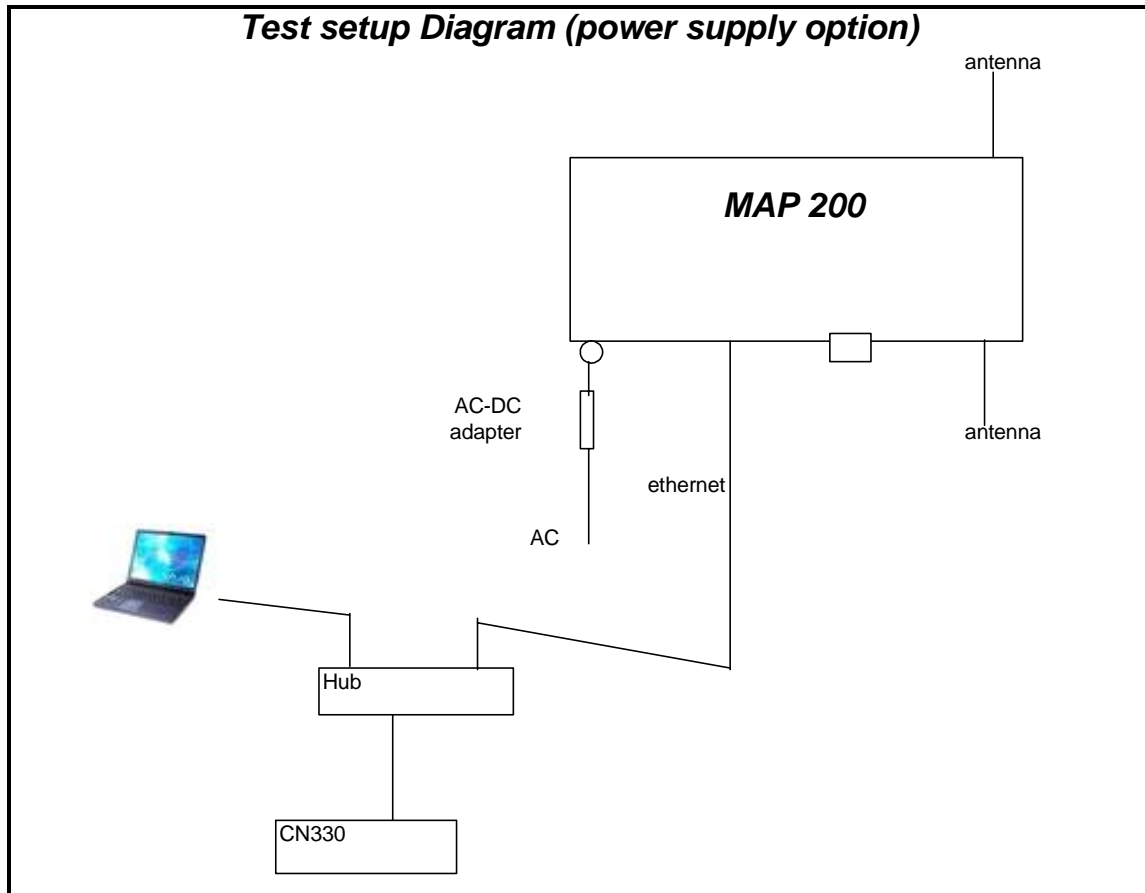 Test setup Diagram (power supply option)
antenna
MAP 200
AC-DC
adapter
antenna
ethernet
AC
Hub
CN330